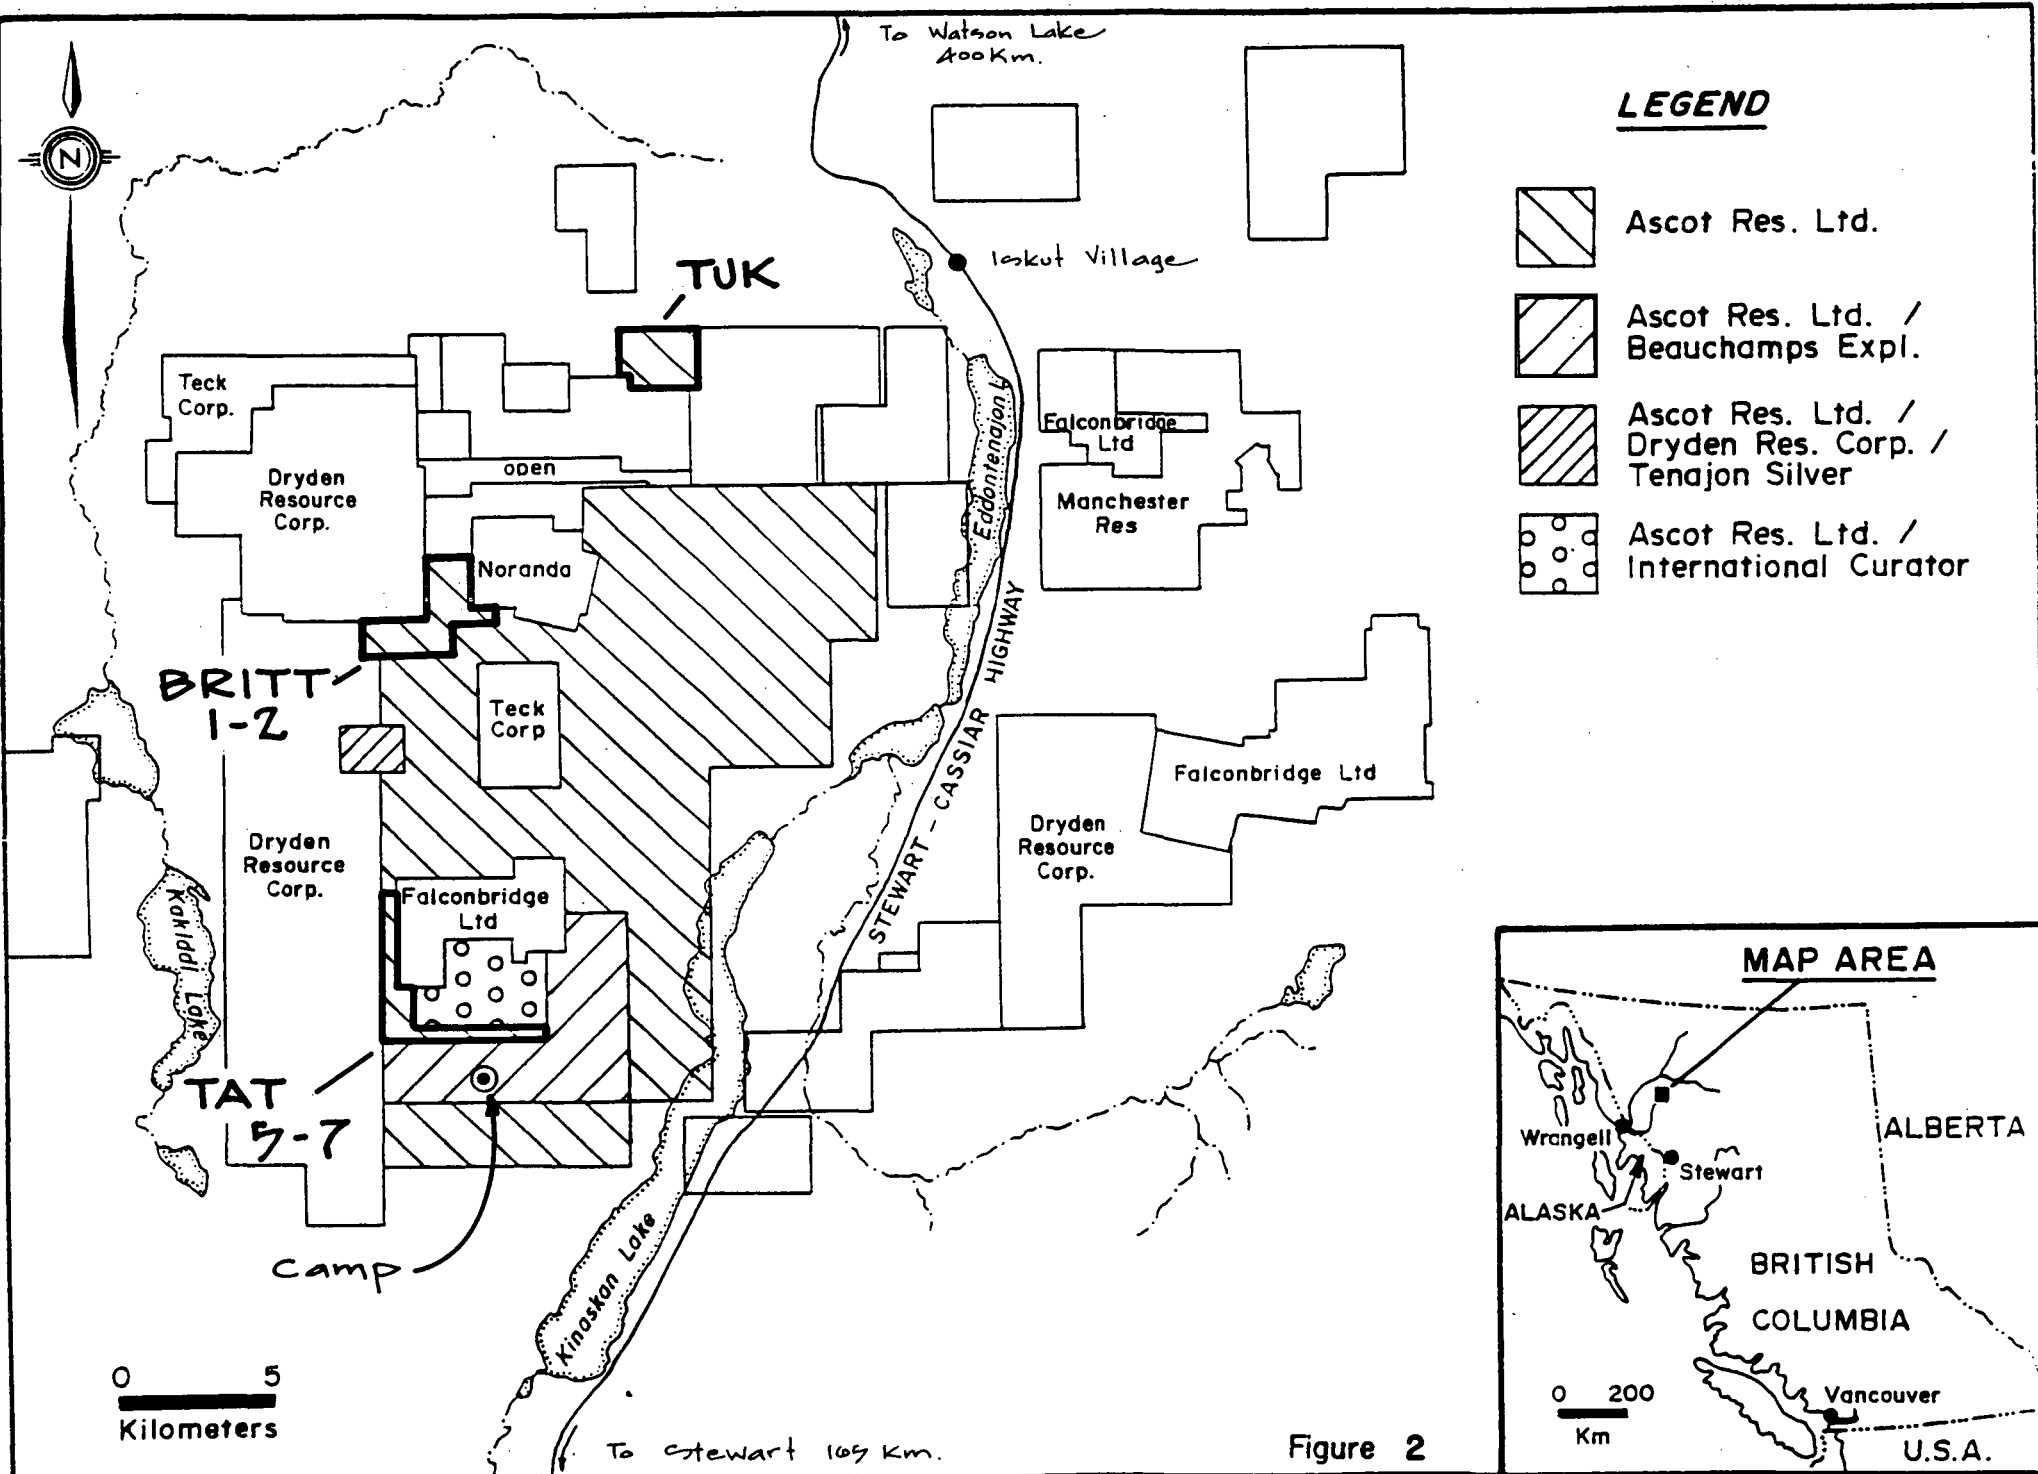 To Watson Lake
400 Km.
LEGEND
N
Ascot Res. Ltd.
Iskut Village
TUK
Ascot Res. Ltd. /
Beauchamps Expl.
Teck
Corp.
Eddontenajon L
Falconbridge
Ltd
Ascot Res. Ltd. /
Dryden Res. Corp. /
Tenajon Silver
open
Dryden
Resource
Corp.
Manchester
Res
Ascot Res. Ltd. /
International Curator
Noranda
BRITT
1-2
Teck
Corp
STEWART - CASSIAR HIGHWAY
Falconbridge Ltd
Dryden
Resource
Corp.
Dryden
Resource
Corp.
Falconbridge
Ltd
Kakiddi Lake
MAP AREA
TAT
5-7
Wrangell
ALBERTA
Stewart
ALASKA
Camp
Kinaskan Lake
BRITISH
COLUMBIA
0 5
Kilometers
0 200
Km
Vancouver
U.S.A.
To Stewart 165 Km.
Figure 2